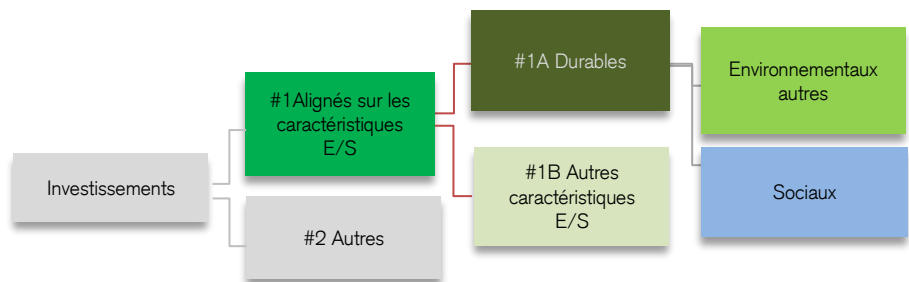 Investissements
#1Alignés sur les
caractéristiques
E/S
#2 Autres
#1A Durables
#1B Autres
caractéristiques
E/S
Environnementaux
autres
Sociaux